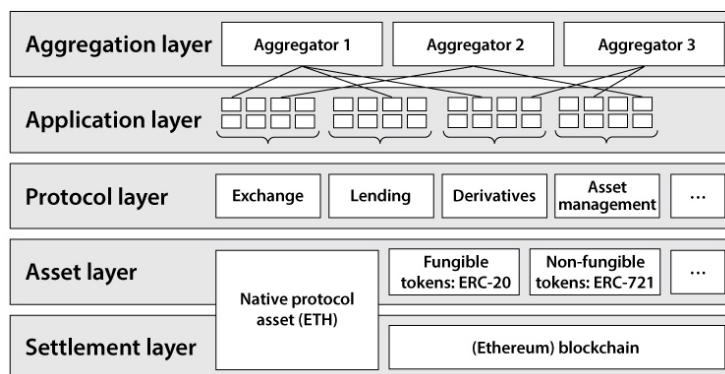 Aggregation layer
Aggregator 1
Aggregator 2
Aggregator 3
Application layer
Protocol layer
Exchange
Lending
Derivatives
Asset
management
...
Asset layer
Native protocol
asset (ETH)
Fungible
tokens: ERC-20
Non-fungible
tokens: ERC-721
...
Settlement layer
(Ethereum) blockchain